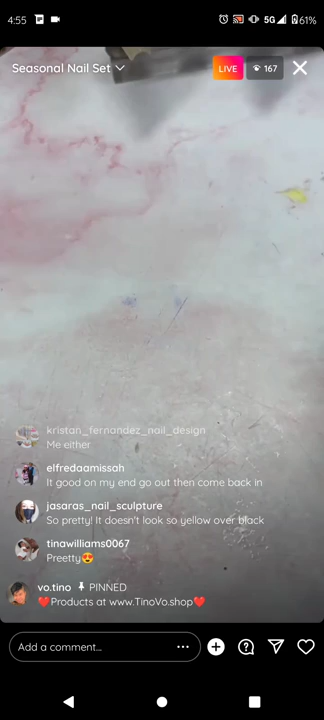 4:55
5G 61%
Seasonal Nail Set LIVE 167
kristan_fernandez_nail_design
Me either
elfredaamissah
It good on my end go out then come back in
jasaras_nail_sculpture
So pretty! It doesn't look so yellow over black
tinawilliams0067
Preetty😍
vo.tino PINNED
❤️Products at www.TinoVo.shop❤️
Add a comment...